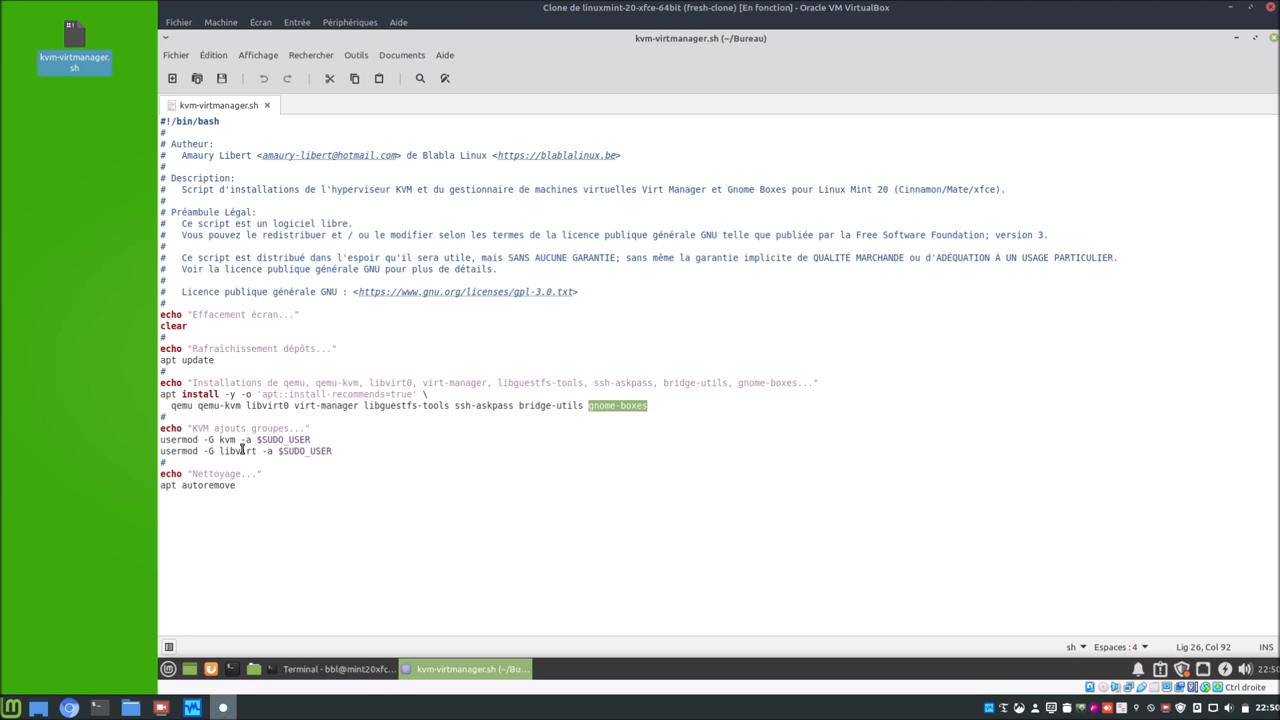 Clone de linuxmint-20-xfce-64bit (fresh-clone) [En fonction] - Oracle VM VirtualBox
Fichier Machine Écran Entrée Périphériques Aide
kvm-virtmanager.sh (~/Bureau)
Fichier Édition Affichage Rechercher Outils Documents Aide
kvm-virtmanager.
sh
kvm-virtmanager.sh
#!/bin/bash
#
# Autheur:
#   Amaury Libert <amaury-libert@hotmail.com> de Blabla Linux <https://blablalinux.be>
#
# Description:
#   Script d'installations de l'hyperviseur KVM et du gestionnaire de machines virtuelles Virt Manager et Gnome Boxes pour Linux Mint 20 (Cinnamon/Mate/xfce).
#
# Préambule Légal:
#   Ce script est un logiciel libre.
#   Vous pouvez le redistribuer et / ou le modifier selon les termes de la licence publique générale GNU telle que publiée par la Free Software Foundation; version 3.
#
#   Ce script est distribué dans l'espoir qu'il sera utile, mais SANS AUCUNE GARANTIE; sans même la garantie implicite de QUALITÉ MARCHANDE ou d'ADÉQUATION À UN USAGE PARTICULIER.
#   Voir la licence publique générale GNU pour plus de détails.
#
#   Licence publique générale GNU : <https://www.gnu.org/licenses/gpl-3.0.txt>
#
echo "Effacement écran..."
clear
#
echo "Rafraîchissement dépôts..."
apt update
#
echo "Installations de qemu, qemu-kvm, libvirt0, virt-manager, libguestfs-tools, ssh-askpass, bridge-utils, gnome-boxes..."
apt install -y -o 'apt::install-recommends=true' \
  qemu qemu-kvm libvirt0 virt-manager libguestfs-tools ssh-askpass bridge-utils gnome-boxes
#
echo "KVM ajouts groupes..."
usermod -G kvm -a $SUDO_USER
usermod -G libvirt -a $SUDO_USER
#
echo "Nettoyage..."
apt autoremove
sh Espaces : 4 Lig 26, Col 92 INS
Terminal - bbl@mint20xfc... kvm-virtmanager.sh (~/Bu... 22:50
Ctrl droite
22:50